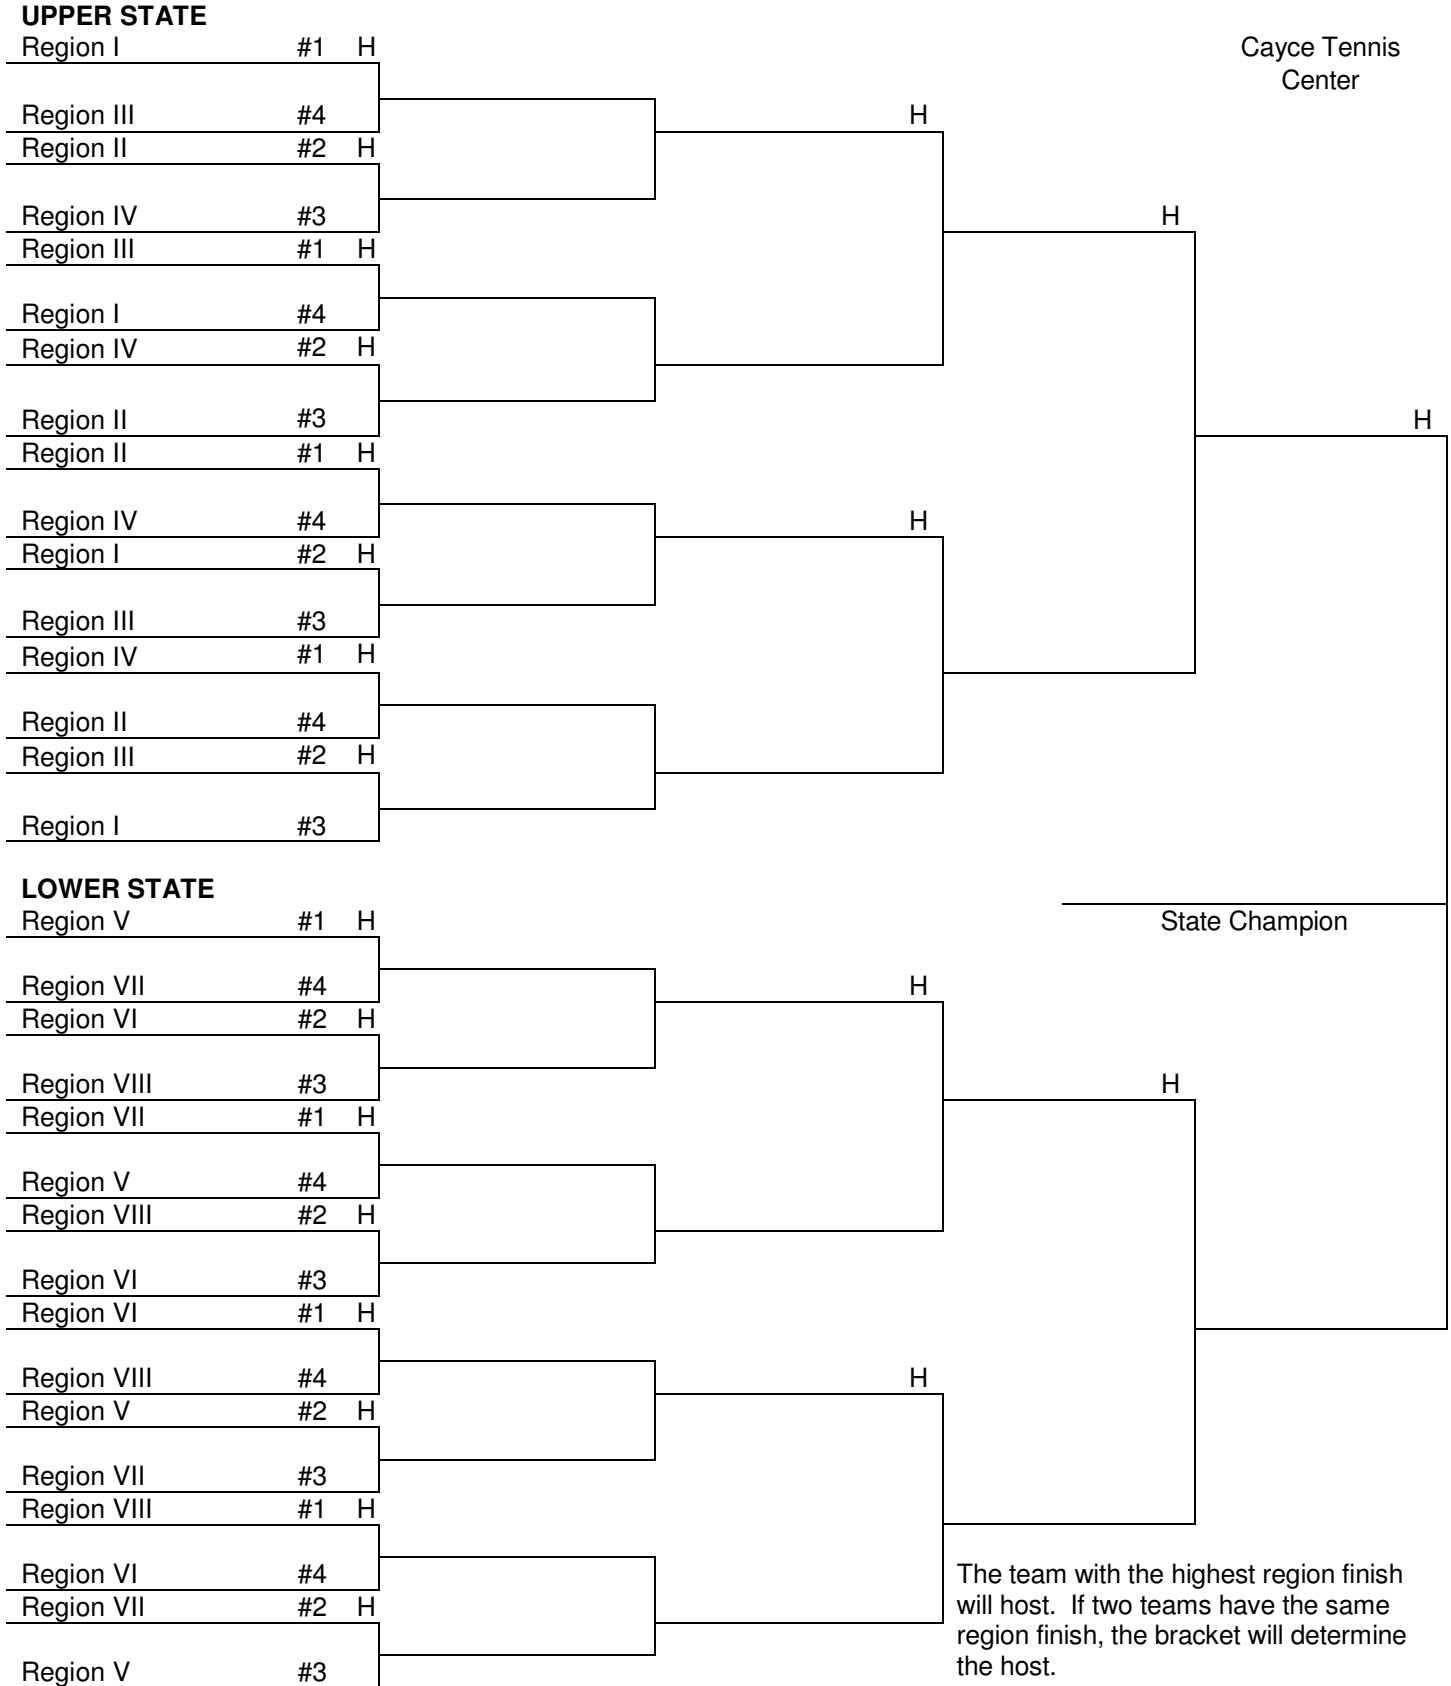 UPPER STATE
Region I #1 H
Cayce Tennis
Center
Region III #4
H
Region II #2 H
Region IV #3
H
Region III #1 H
Region I #4
Region IV #2 H
Region II #3
H
Region II #1 H
Region IV #4
H
Region I #2 H
Region III #3
Region IV #1 H
Region II #4
Region III #2 H
Region I #3
LOWER STATE
Region V #1 H
State Champion
Region VII #4
H
Region VI #2 H
Region VIII #3
H
Region VII #1 H
Region V #4
Region VIII #2 H
Region VI #3
Region VI #1 H
Region VIII #4
H
Region V #2 H
Region VII #3
Region VIII #1 H
Region VI #4
Region VII #2 H
Region V #3
The team with the highest region finish
will host. If two teams have the same
region finish, the bracket will determine
the host.